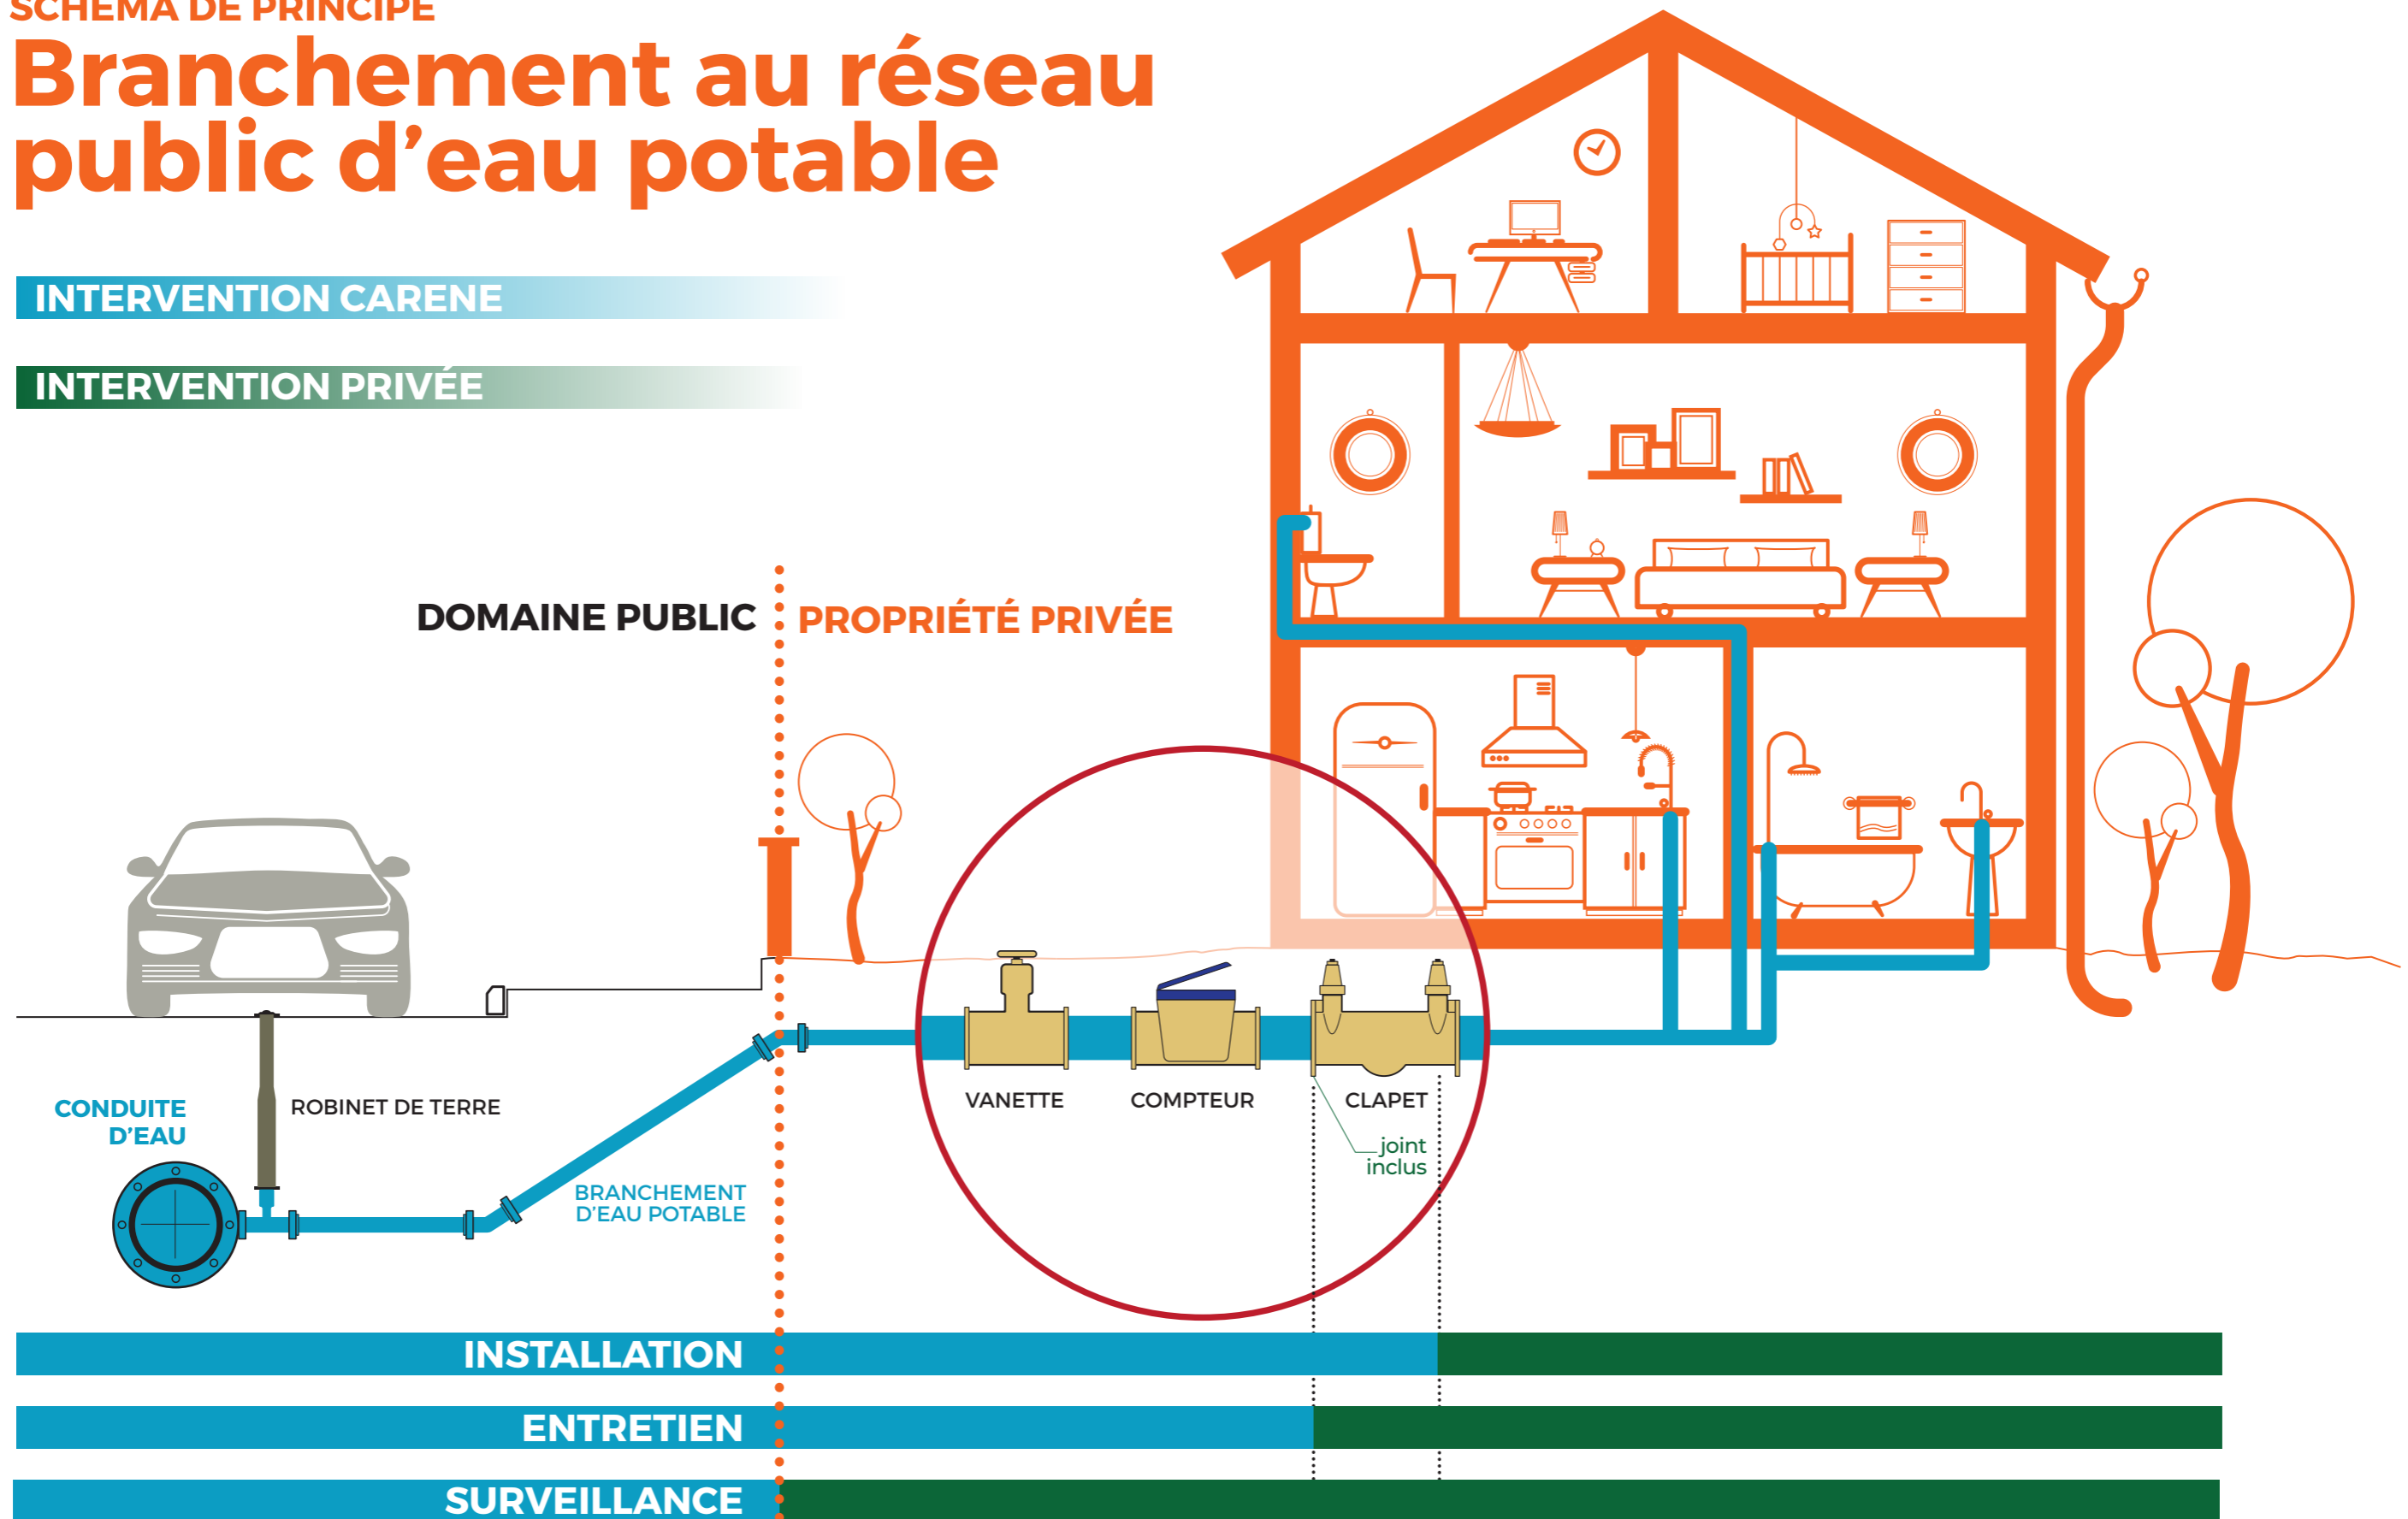 SCHÉMA DE PRINCIPE
Branchement au réseau
public d’eau potable
INTERVENTION CARENE
INTERVENTION PRIVÉE
DOMAINE PUBLIC
PROPRIÉTÉ PRIVÉE
CONDUITE
D’EAU
ROBINET DE TERRE
BRANCHEMENT
D’EAU POTABLE
VANETTE
COMPTEUR
CLAPET
joint
inclus
INSTALLATION
ENTRETIEN
SURVEILLANCE